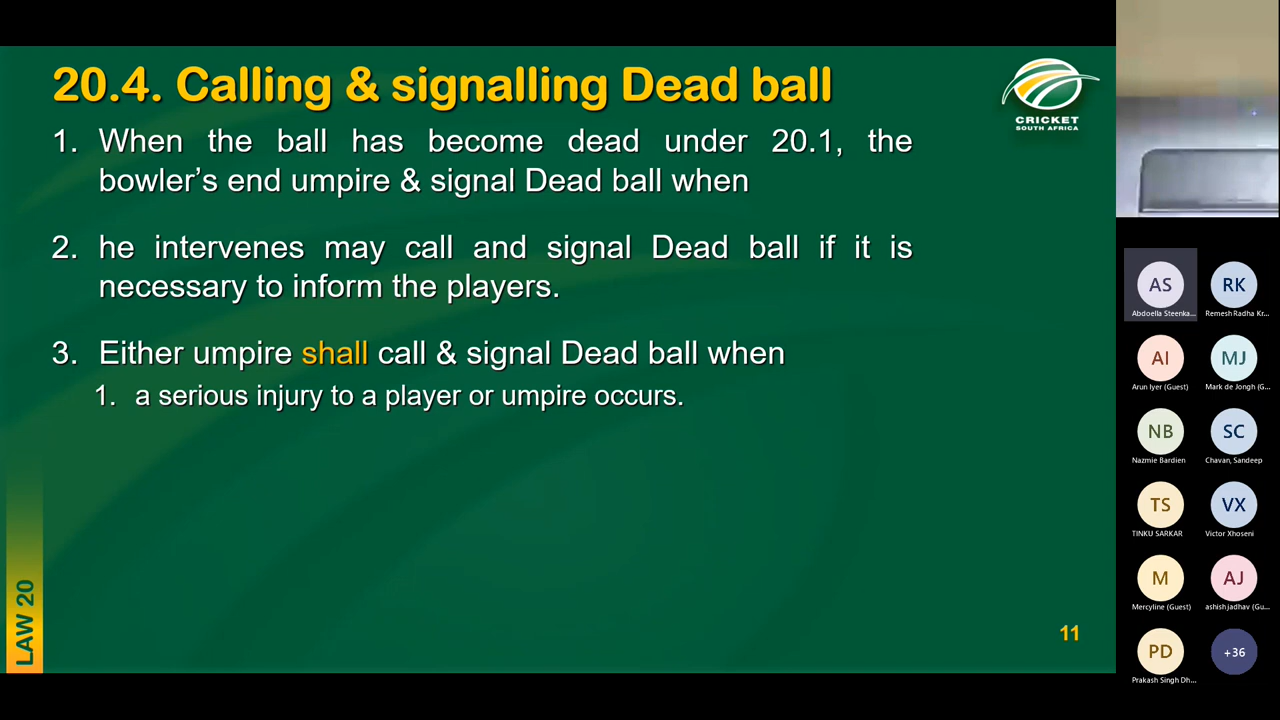 20.4. Calling & signalling Dead ball
1. When the ball has become dead under 20.1, the
bowler’s end umpire & signal Dead ball when
2. he intervenes may call and signal Dead ball if it is
necessary to inform the players.
3. Either umpire shall call & signal Dead ball when
1. a serious injury to a player or umpire occurs.
CRICKET
SOUTH AFRICA
LAW 20
11
AS
Abdoella Steenka...
RK
Remesh Radha Kr...
AI
Arun Iyer (Guest)
MJ
Mark de Jongh (G...
NB
Nazmie Bardien
SC
Chavan, Sandeep
TS
TINKU SARKAR
VX
Victor Xhoseni
M
Mercyline (Guest)
AJ
ashish jadhav (Gu...
PD
Prakash Singh Dh...
+36